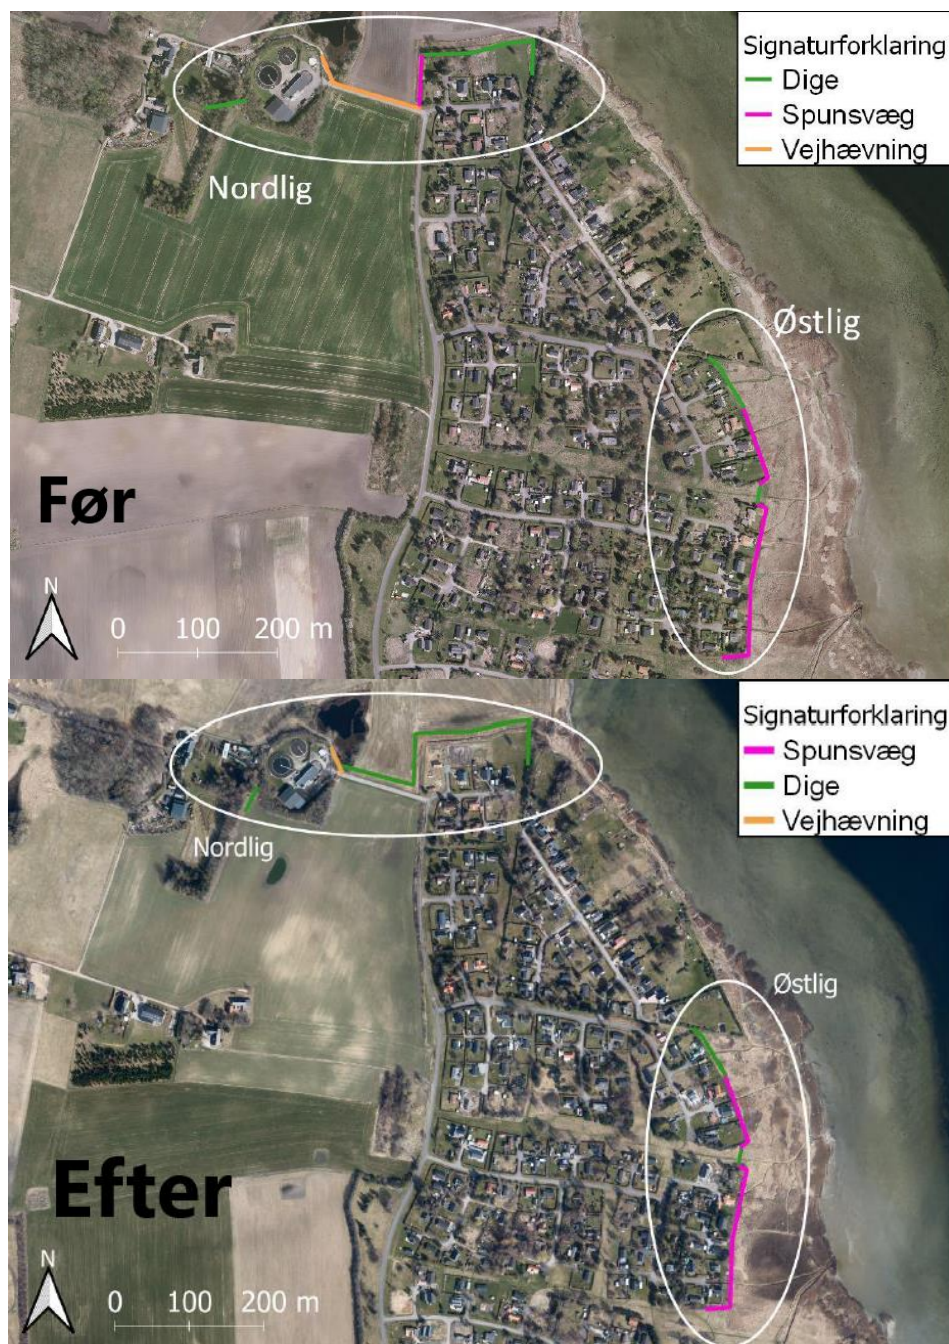 Signaturforklaring
Dige
Spunsvæg
Vejhævning
Nordlig
Østlig
Før
N
0 100 200 m
Signaturforklaring
Spunsvæg
Dige
Vejhævning
Nordlig
Østlig
Efter
N
0 100 200 m